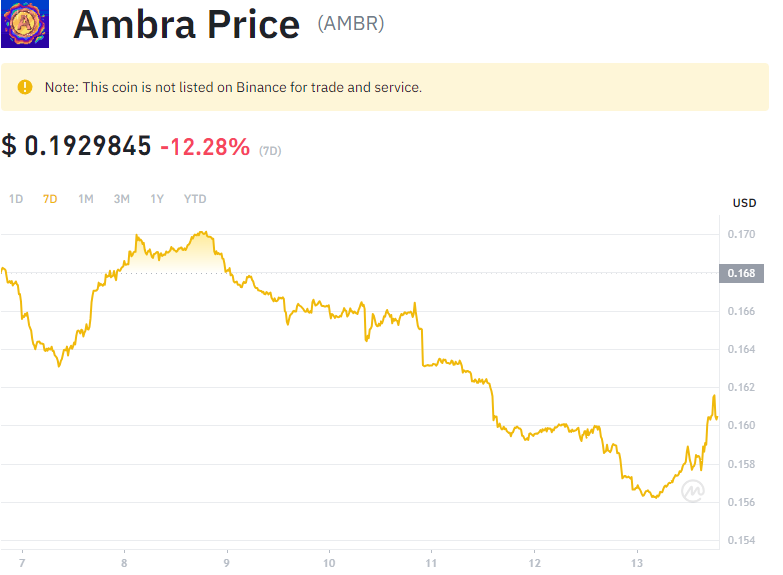 Ambra Price (AMBR)
Note: This coin is not listed on Binance for trade and service.
$ 0.1929845 -12.28% (7D)
1D 7D 1M 3M 1Y YTD
USD
0.170
0.168
0.166
0.164
0.162
0.160
0.158
0.156
0.154
7 8 9 10 11 12 13